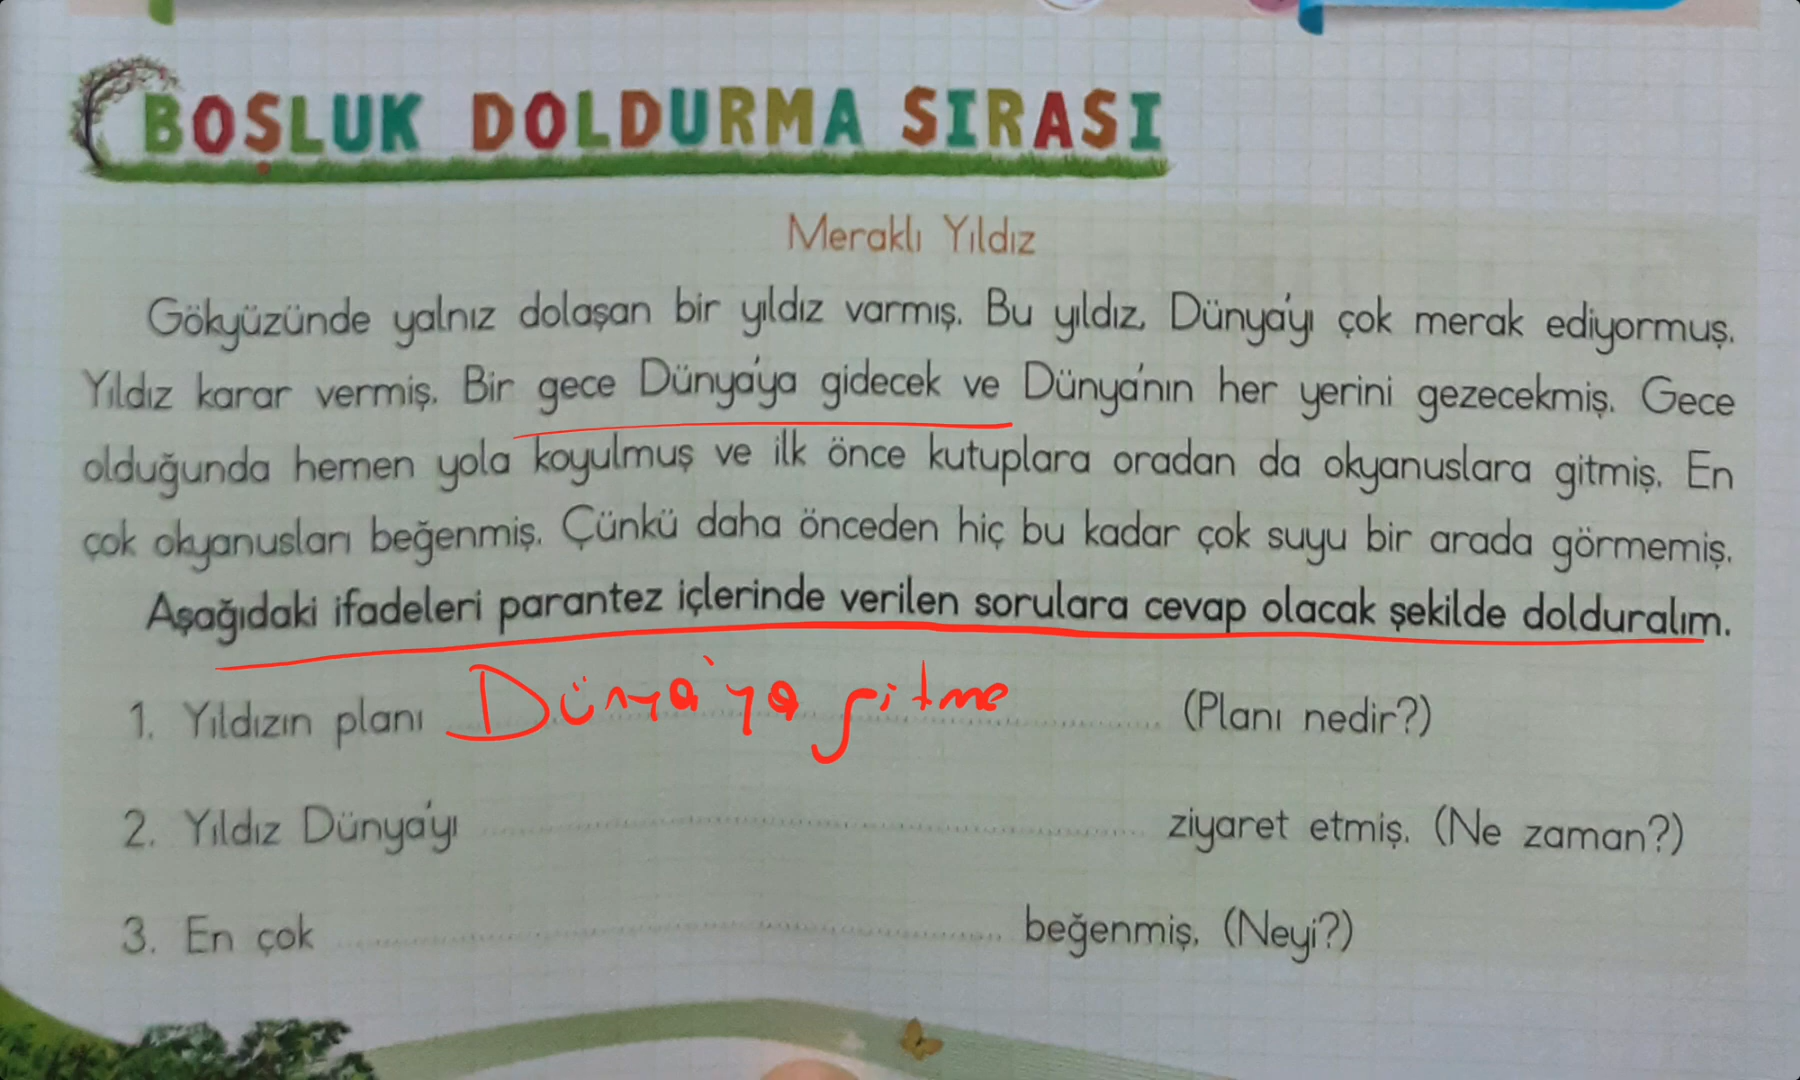 BOŞLUK DOLDURMA SIRASI
Meraklı Yıldız
Gökyüzünde yalnız dolaşan bir yıldız varmış. Bu yıldız, Dünya'yı çok merak ediyormuş.
Yıldız karar vermiş. Bir gece Dünya'ya gidecek ve Dünya'nın her yerini gezecekmiş. Gece
olduğunda hemen yola koyulmuş ve ilk önce kutuplara oradan da okyanuslara gitmiş. En
çok okyanusları beğenmiş. Çünkü daha önceden hiç bu kadar çok suyu bir arada görmemiş.
Aşağıdaki ifadeleri parantez içlerinde verilen sorulara cevap olacak şekilde dolduralım.
1. Yıldızın planı Dünya'ya gitme (Planı nedir?)
2. Yıldız Dünya'yı ........ ziyaret etmiş. (Ne zaman?)
3. En çok ........ beğenmiş. (Neyi?)